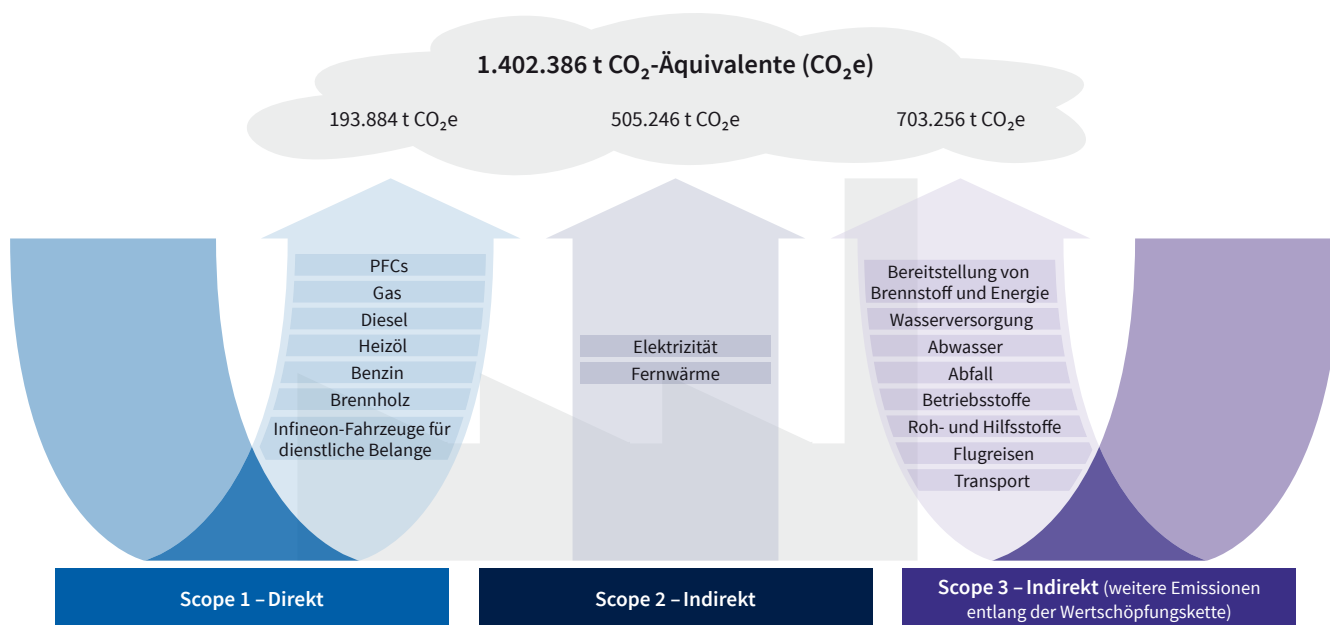 1.402.386 t CO₂-Äquivalente (CO₂e)
193.884 t CO₂e
505.246 t CO₂e
703.256 t CO₂e
PFCs
Gas
Diesel
Heizöl
Benzin
Brennholz
Infineon-Fahrzeuge für
dienstliche Belange
Elektrizität
Fernwärme
Bereitstellung von
Brennstoff und Energie
Wasserversorgung
Abwasser
Abfall
Betriebsstoffe
Roh- und Hilfsstoffe
Flugreisen
Transport
Scope 1 – Direkt
Scope 2 – Indirekt
Scope 3 – Indirekt (weitere Emissionen
entlang der Wertschöpfungskette)